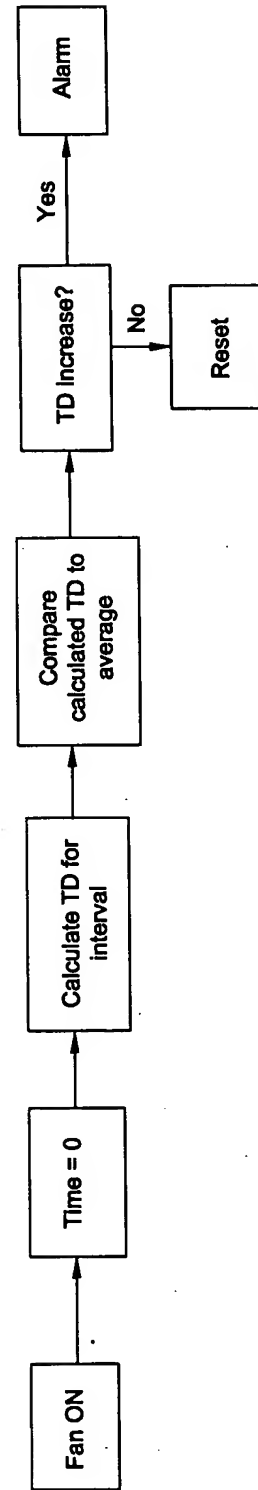 Fan ON
Time = 0
Calculate TD for
interval
Compare
calculated TD to
average
TD Increase?
Yes
Alarm
No
Reset